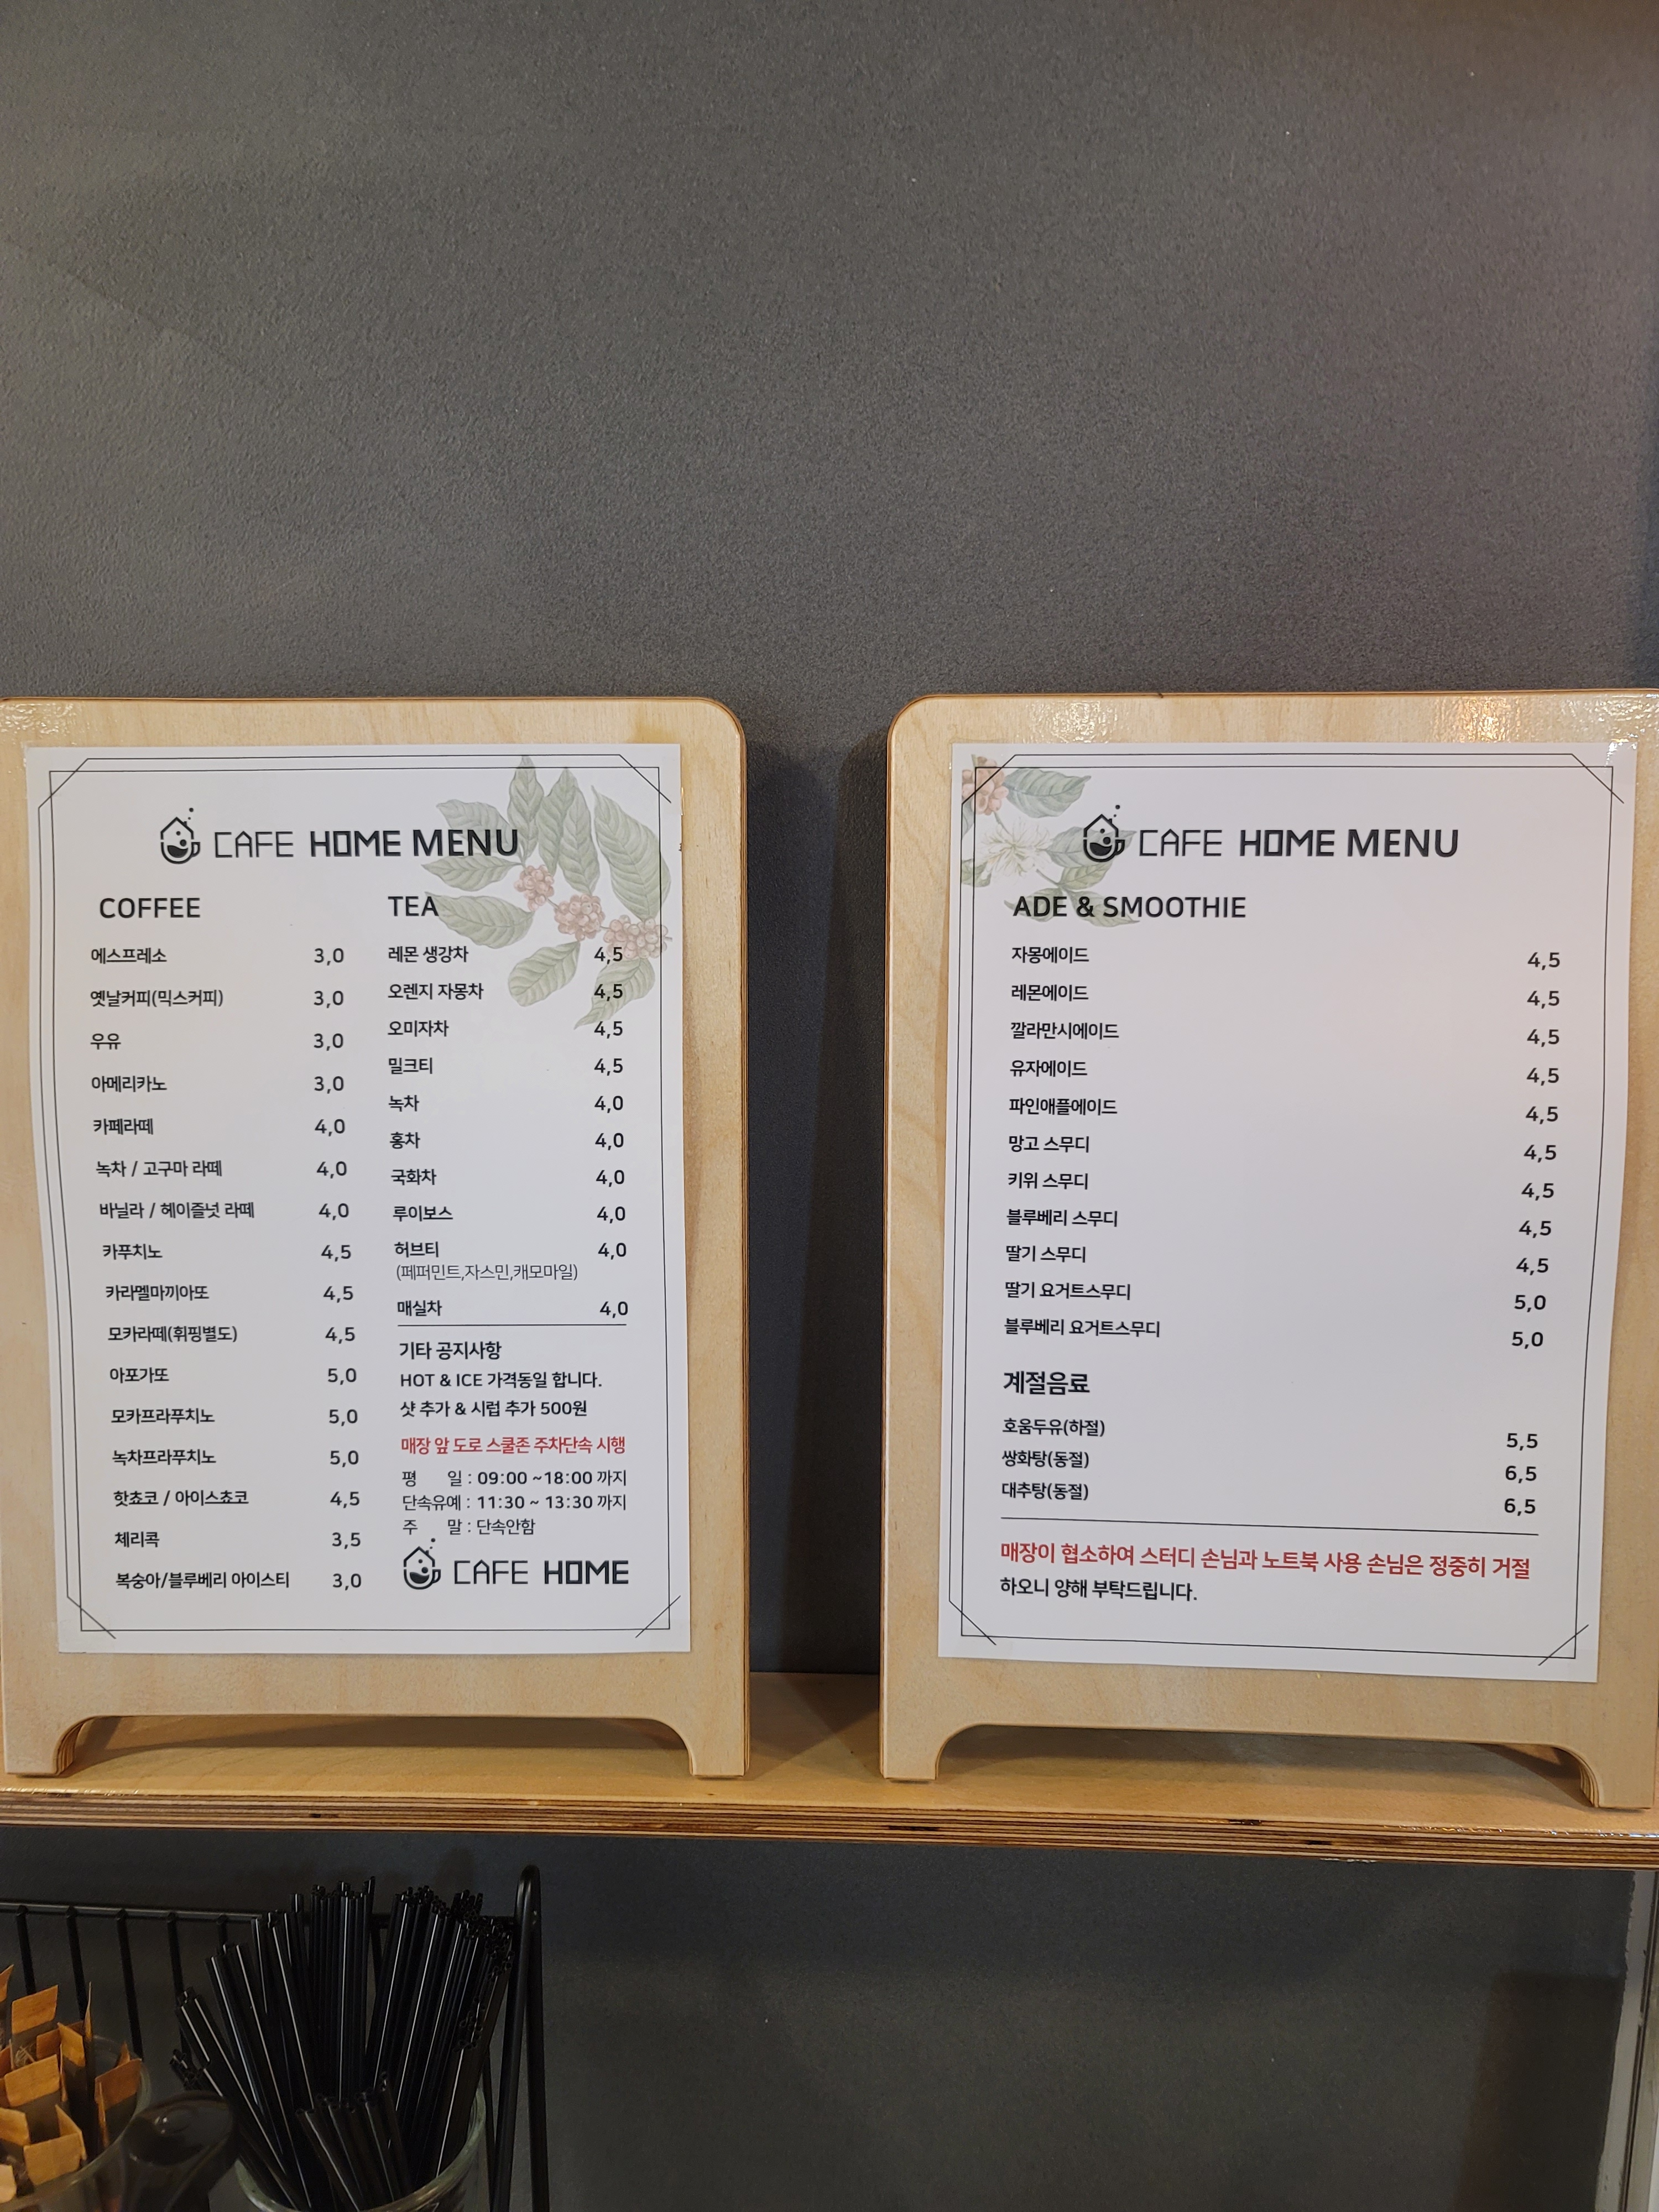 CAFE HOME MENU
COFFEE
에스프레소 3,0
옛날커피(믹스커피) 3,0
우유 3,0
아메리카노 3,0
카페라떼 4,0
녹차 / 고구마 라떼 4,0
바닐라 / 헤이즐넛 라떼 4,0
카푸치노 4,5
카라멜마끼아또 4,5
모카라떼(휘핑별도) 4,5
아포가또 5,0
모카프라푸치노 5,0
녹차프라푸치노 5,0
핫쵸코 / 아이스쵸코 4,5
체리콕 3,5
복숭아/블루베리 아이스티 3,0
TEA
레몬 생강차 4,5
오렌지 자몽차 4,5
오미자차 4,5
밀크티 4,5
녹차 4,0
홍차 4,0
국화차 4,0
루이보스 4,0
허브티 4,0
(페퍼민트,자스민,캐모마일)
매실차 4,0
기타 공지사항
HOT & ICE 가격동일 합니다.
샷 추가 & 시럽 추가 500원
매장 앞 도로 스쿨존 주차단속 시행
평 일 : 09:00 ~18:00 까지
단속유예 : 11:30 ~ 13:30 까지
주 말 : 단속안함
CAFE HOME
CAFE HOME MENU
ADE & SMOOTHIE
자몽에이드 4,5
레몬에이드 4,5
깔라만시에이드 4,5
유자에이드 4,5
파인애플에이드 4,5
망고 스무디 4,5
키위 스무디 4,5
블루베리 스무디 4,5
딸기 스무디 4,5
딸기 요거트스무디 5,0
블루베리 요거트스무디 5,0
계절음료
호움두유(하절) 5,5
쌍화탕(동절) 6,5
대추탕(동절) 6,5
매장이 협소하여 스터디 손님과 노트북 사용 손님은 정중히 거절
하오니 양해 부탁드립니다.